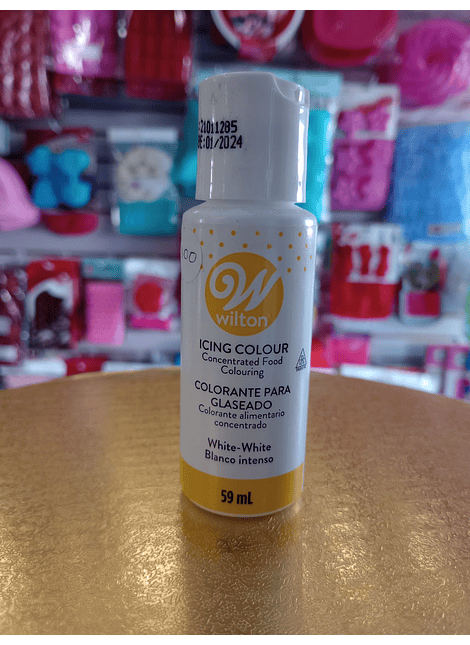 21011285
01/2024
W
wilton
ICING COLOUR
Concentrated Food
Colouring
COLORANTE PARA
GLASEADO
Colorante alimentario
concentrado
White-White
Blanco intenso
59 mL